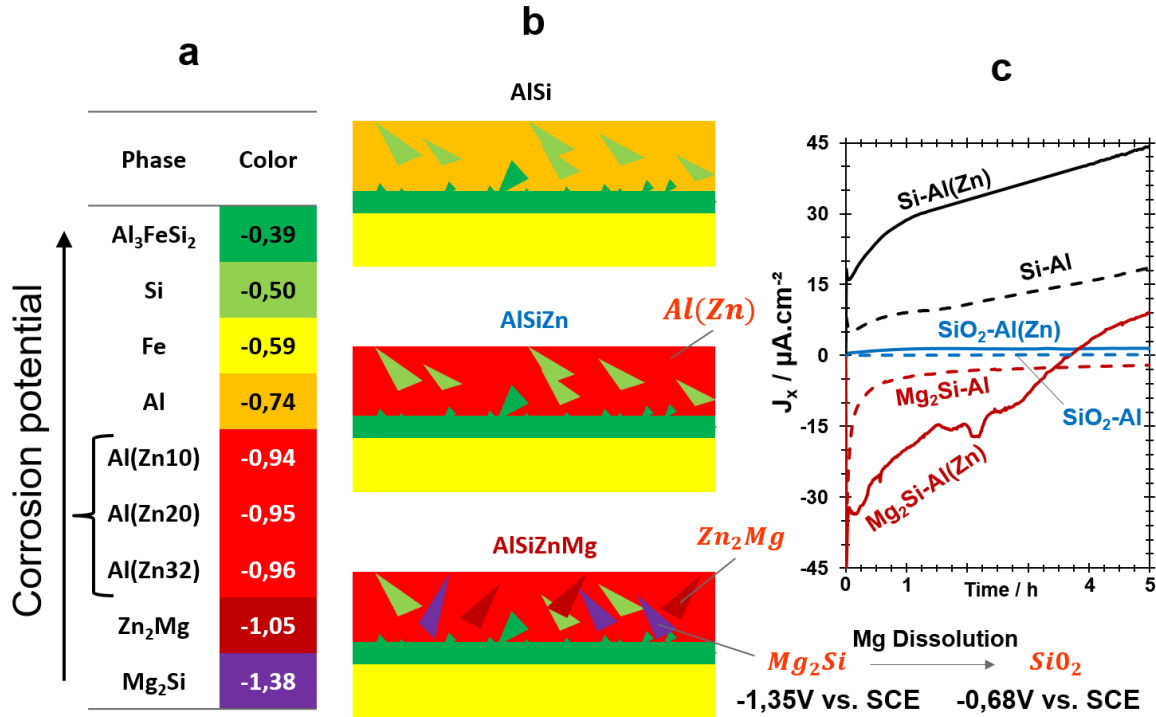 a
Phase Color
Corrosion potential
Al₃FeSi₂ -0,39
Si -0,50
Fe -0,59
Al -0,74
Al(Zn10) -0,94
Al(Zn20) -0,95
Al(Zn32) -0,96
Zn₂Mg -1,05
Mg₂Si -1,38
b
AlSi
AlSiZn
Al(Zn)
AlSiZnMg
Zn₂Mg
Mg₂Si
c
45
30
15
0
-15
-30
-45
Jₓ / µA.cm⁻²
Si-Al(Zn)
Si-Al
SiO₂-Al(Zn)
Mg₂Si-Al
SiO₂-Al
Mg₂Si-Al(Zn)
0 1 2 3 4 5
Time / h
Mg Dissolution
SiO₂
-1,35V vs. SCE -0,68V vs. SCE